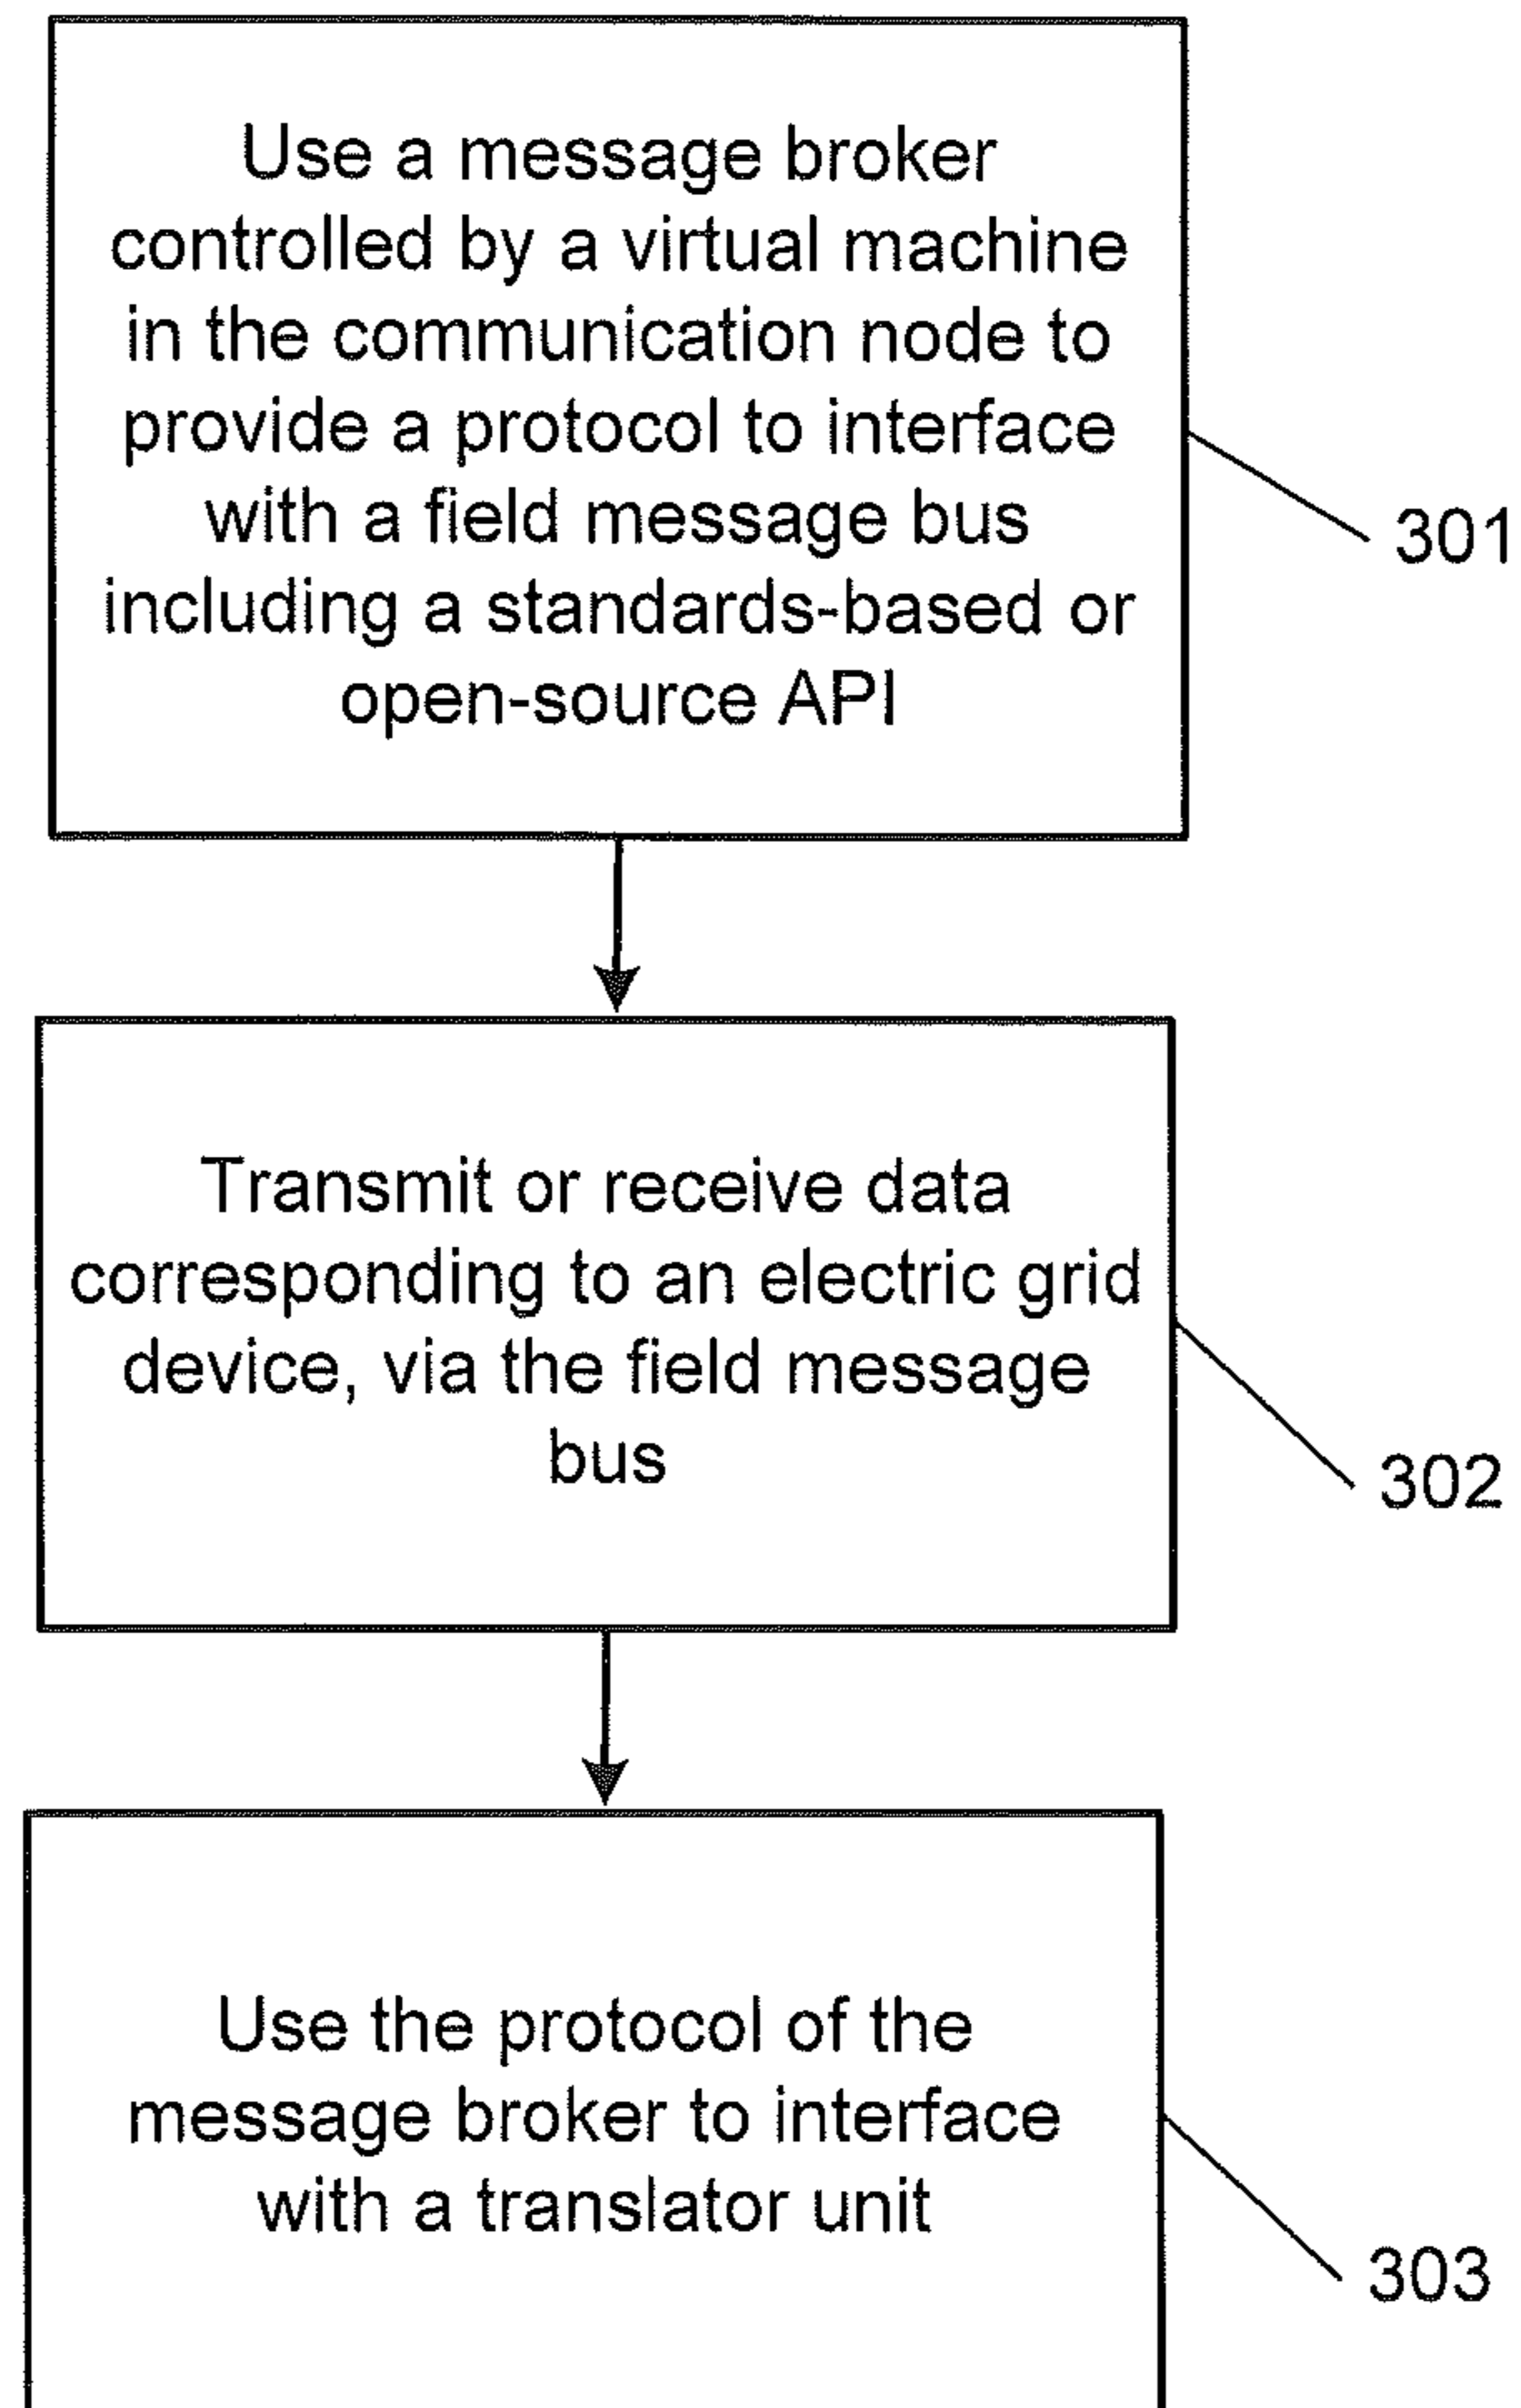 Use a message broker
controlled by a virtual machine
in the communication node to
provide a protocol to interface
with a field message bus
including a standards-based or
open-source API
301
Transmit or receive data
corresponding to an electric grid
device, via the field message
bus
302
Use the protocol of the
message broker to interface
with a translator unit
303